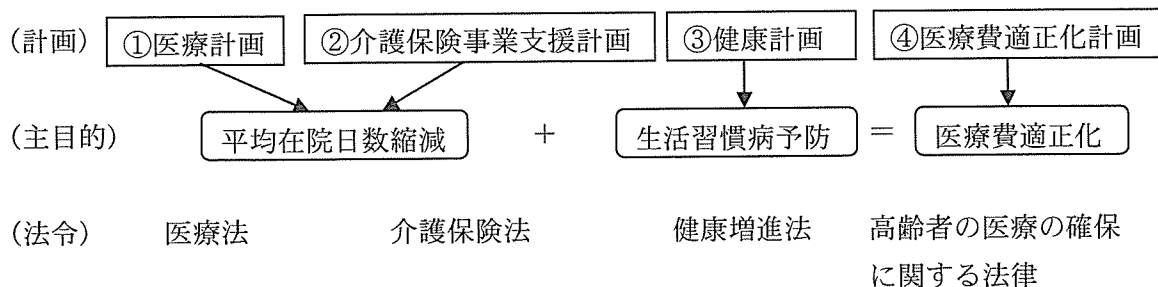 (計画) ①医療計画 ②介護保険事業支援計画 ③健康計画 ④医療費適正化計画
(主目的) 平均在院日数縮減 + 生活習慣病予防 = 医療費適正化
(法令) 医療法 介護保険法 健康増進法 高齢者の医療の確保
に関する法律